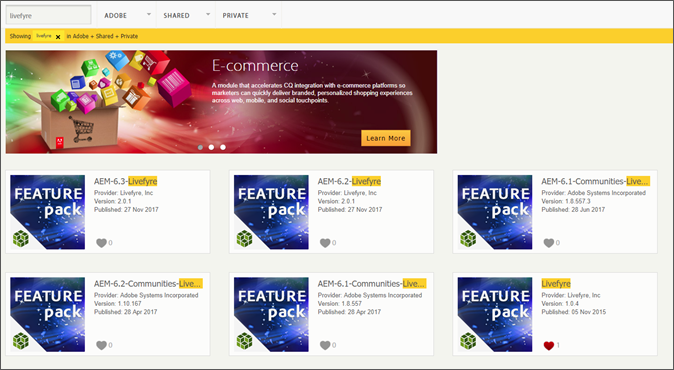 livefyre
ADOBE
SHARED
PRIVATE
Showing livefyre x in Adobe + Shared + Private
E-commerce
A module that accelerates CQ integration with e-commerce platforms so
marketers can quickly deliver branded, personalized shopping experiences
across web, mobile, and social touchpoints.
Learn More
FEATURE
pack
AEM-6.3-Livefyre
Provider: Livefyre, Inc
Version: 2.0.1
Published: 27 Nov 2017
0
FEATURE
pack
AEM-6.2-Livefyre
Provider: Livefyre, Inc
Version: 2.0.1
Published: 27 Nov 2017
0
FEATURE
pack
AEM-6.1-Communities-Live...
Provider: Adobe Systems Incorporated
Version: 1.8.557.3
Published: 28 Jun 2017
0
FEATURE
pack
AEM-6.2-Communities-Live...
Provider: Adobe Systems Incorporated
Version: 1.10.167
Published: 28 Apr 2017
0
FEATURE
pack
AEM-6.1-Communities-Live...
Provider: Adobe Systems Incorporated
Version: 1.8.557
Published: 28 Apr 2017
0
FEATURE
pack
Livefyre
Provider: Livefyre, Inc
Version: 1.0.4
Published: 05 Nov 2015
1